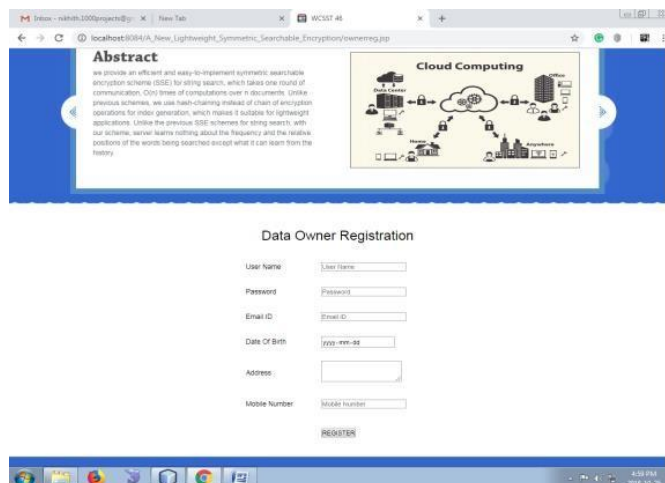 Inbox - nikhith.1000projects@g
New Tab
WCSST 46
localhost:8084/A_New_Lightweight_Symmetric_Searchable_Encryption/ownerreg.jsp
Abstract
we provide an efficient and easy-to-implement symmetric searchable
encryption scheme (SSE) for string search, which takes one round of
communication, O(n) times of computations over n documents. Unlike
previous schemes, we use hash-chaining instead of chain of encryption
operations for index generation, which makes it suitable for lightweight
applications. Unlike the previous SSE schemes for string search, with
our scheme, server learns nothing about the frequency and the relative
positions of the words being searched except what it can learn from the
history.
Cloud Computing
Data Center
Office
Home
Anywhere
Data Owner Registration
User Name
User Name
Password
Password
Email ID
Email ID
Date Of Birth
yyyy-mm-dd
Address
Mobile Number
Mobile Number
REGISTER
4:59 PM